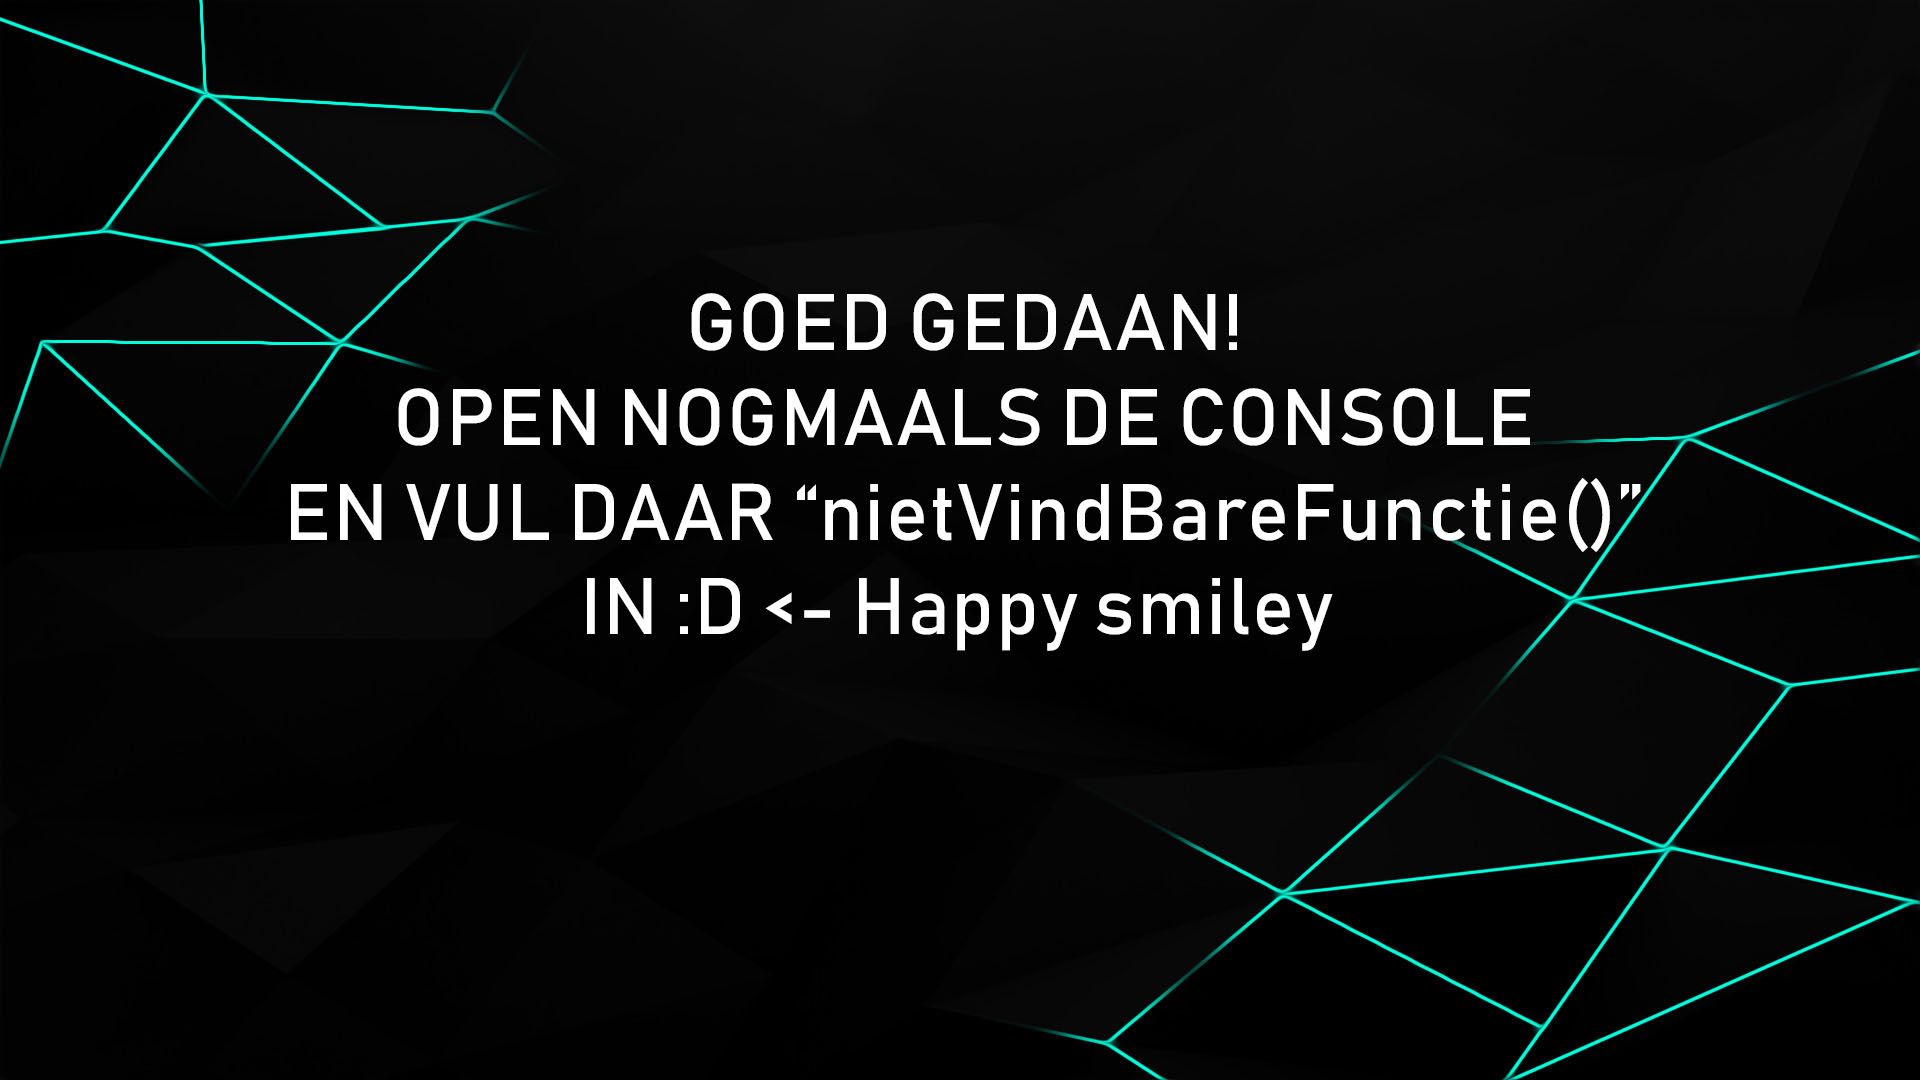 GOED GEDAAN!
OPEN NOGMAALS DE CONSOLE
EN VUL DAAR “nietVindBareFunctie()”
IN :D <- Happy smiley